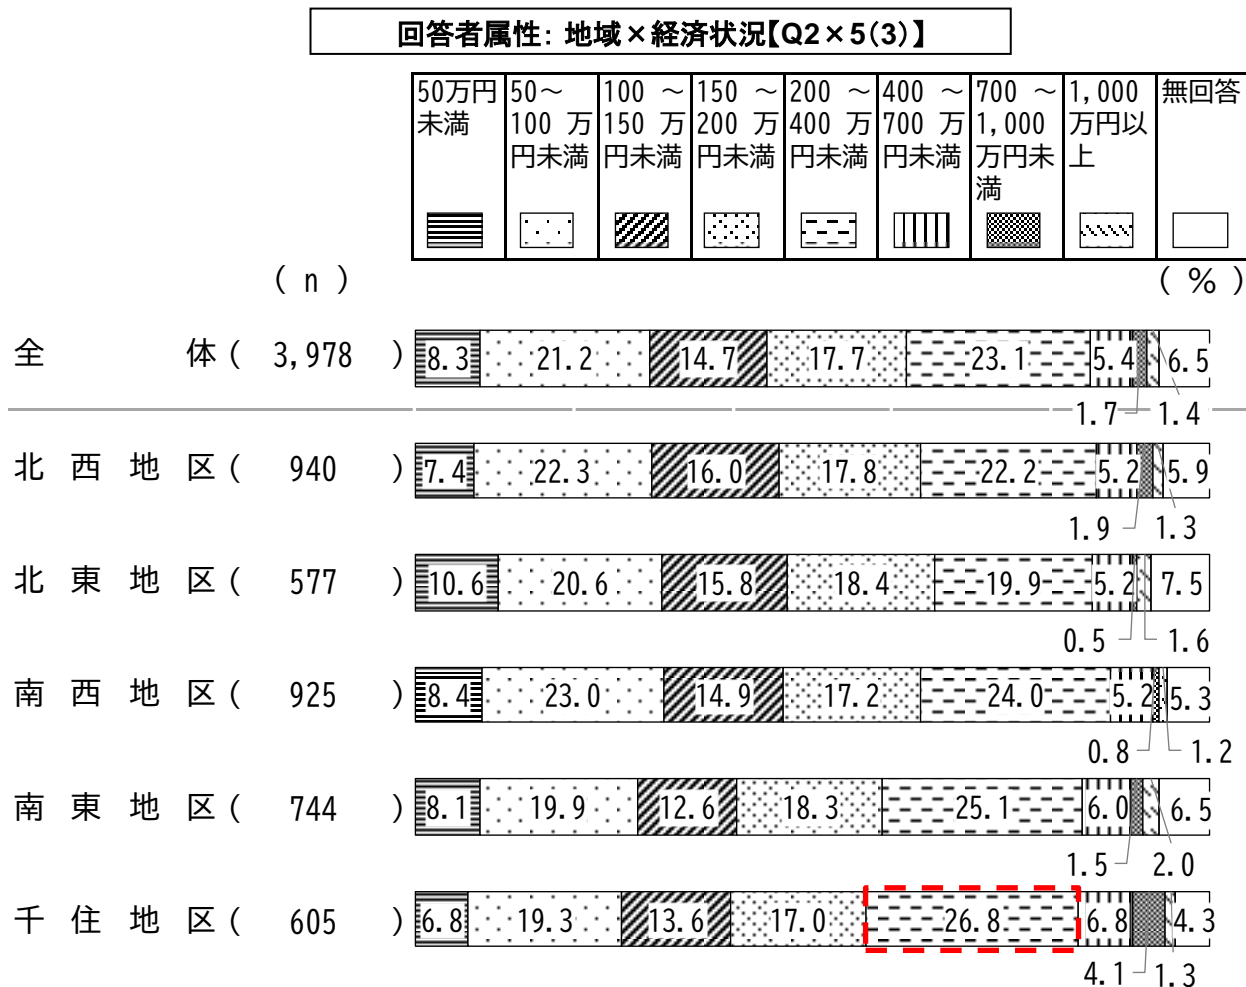 回答者属性：地域×経済状況【Q2×5(3)】
50万円未満
50～100万円未満
100～150万円未満
150～200万円未満
200～400万円未満
400～700万円未満
700～1,000万円未満
1,000万円以上
無回答
(n) (%)
全体(3,978) 8.3 21.2 14.7 17.7 23.1 5.4 6.5
1.7 1.4
北西地区(940) 7.4 22.3 16.0 17.8 22.2 5.2 5.9
1.9 1.3
北東地区(577) 10.6 20.6 15.8 18.4 19.9 5.2 7.5
0.5 1.6
南西地区(925) 8.4 23.0 14.9 17.2 24.0 5.2 5.3
0.8 1.2
南東地区(744) 8.1 19.9 12.6 18.3 25.1 6.0 6.5
1.5 2.0
千住地区(605) 6.8 19.3 13.6 17.0 26.8 6.8 4.3
4.1 1.3